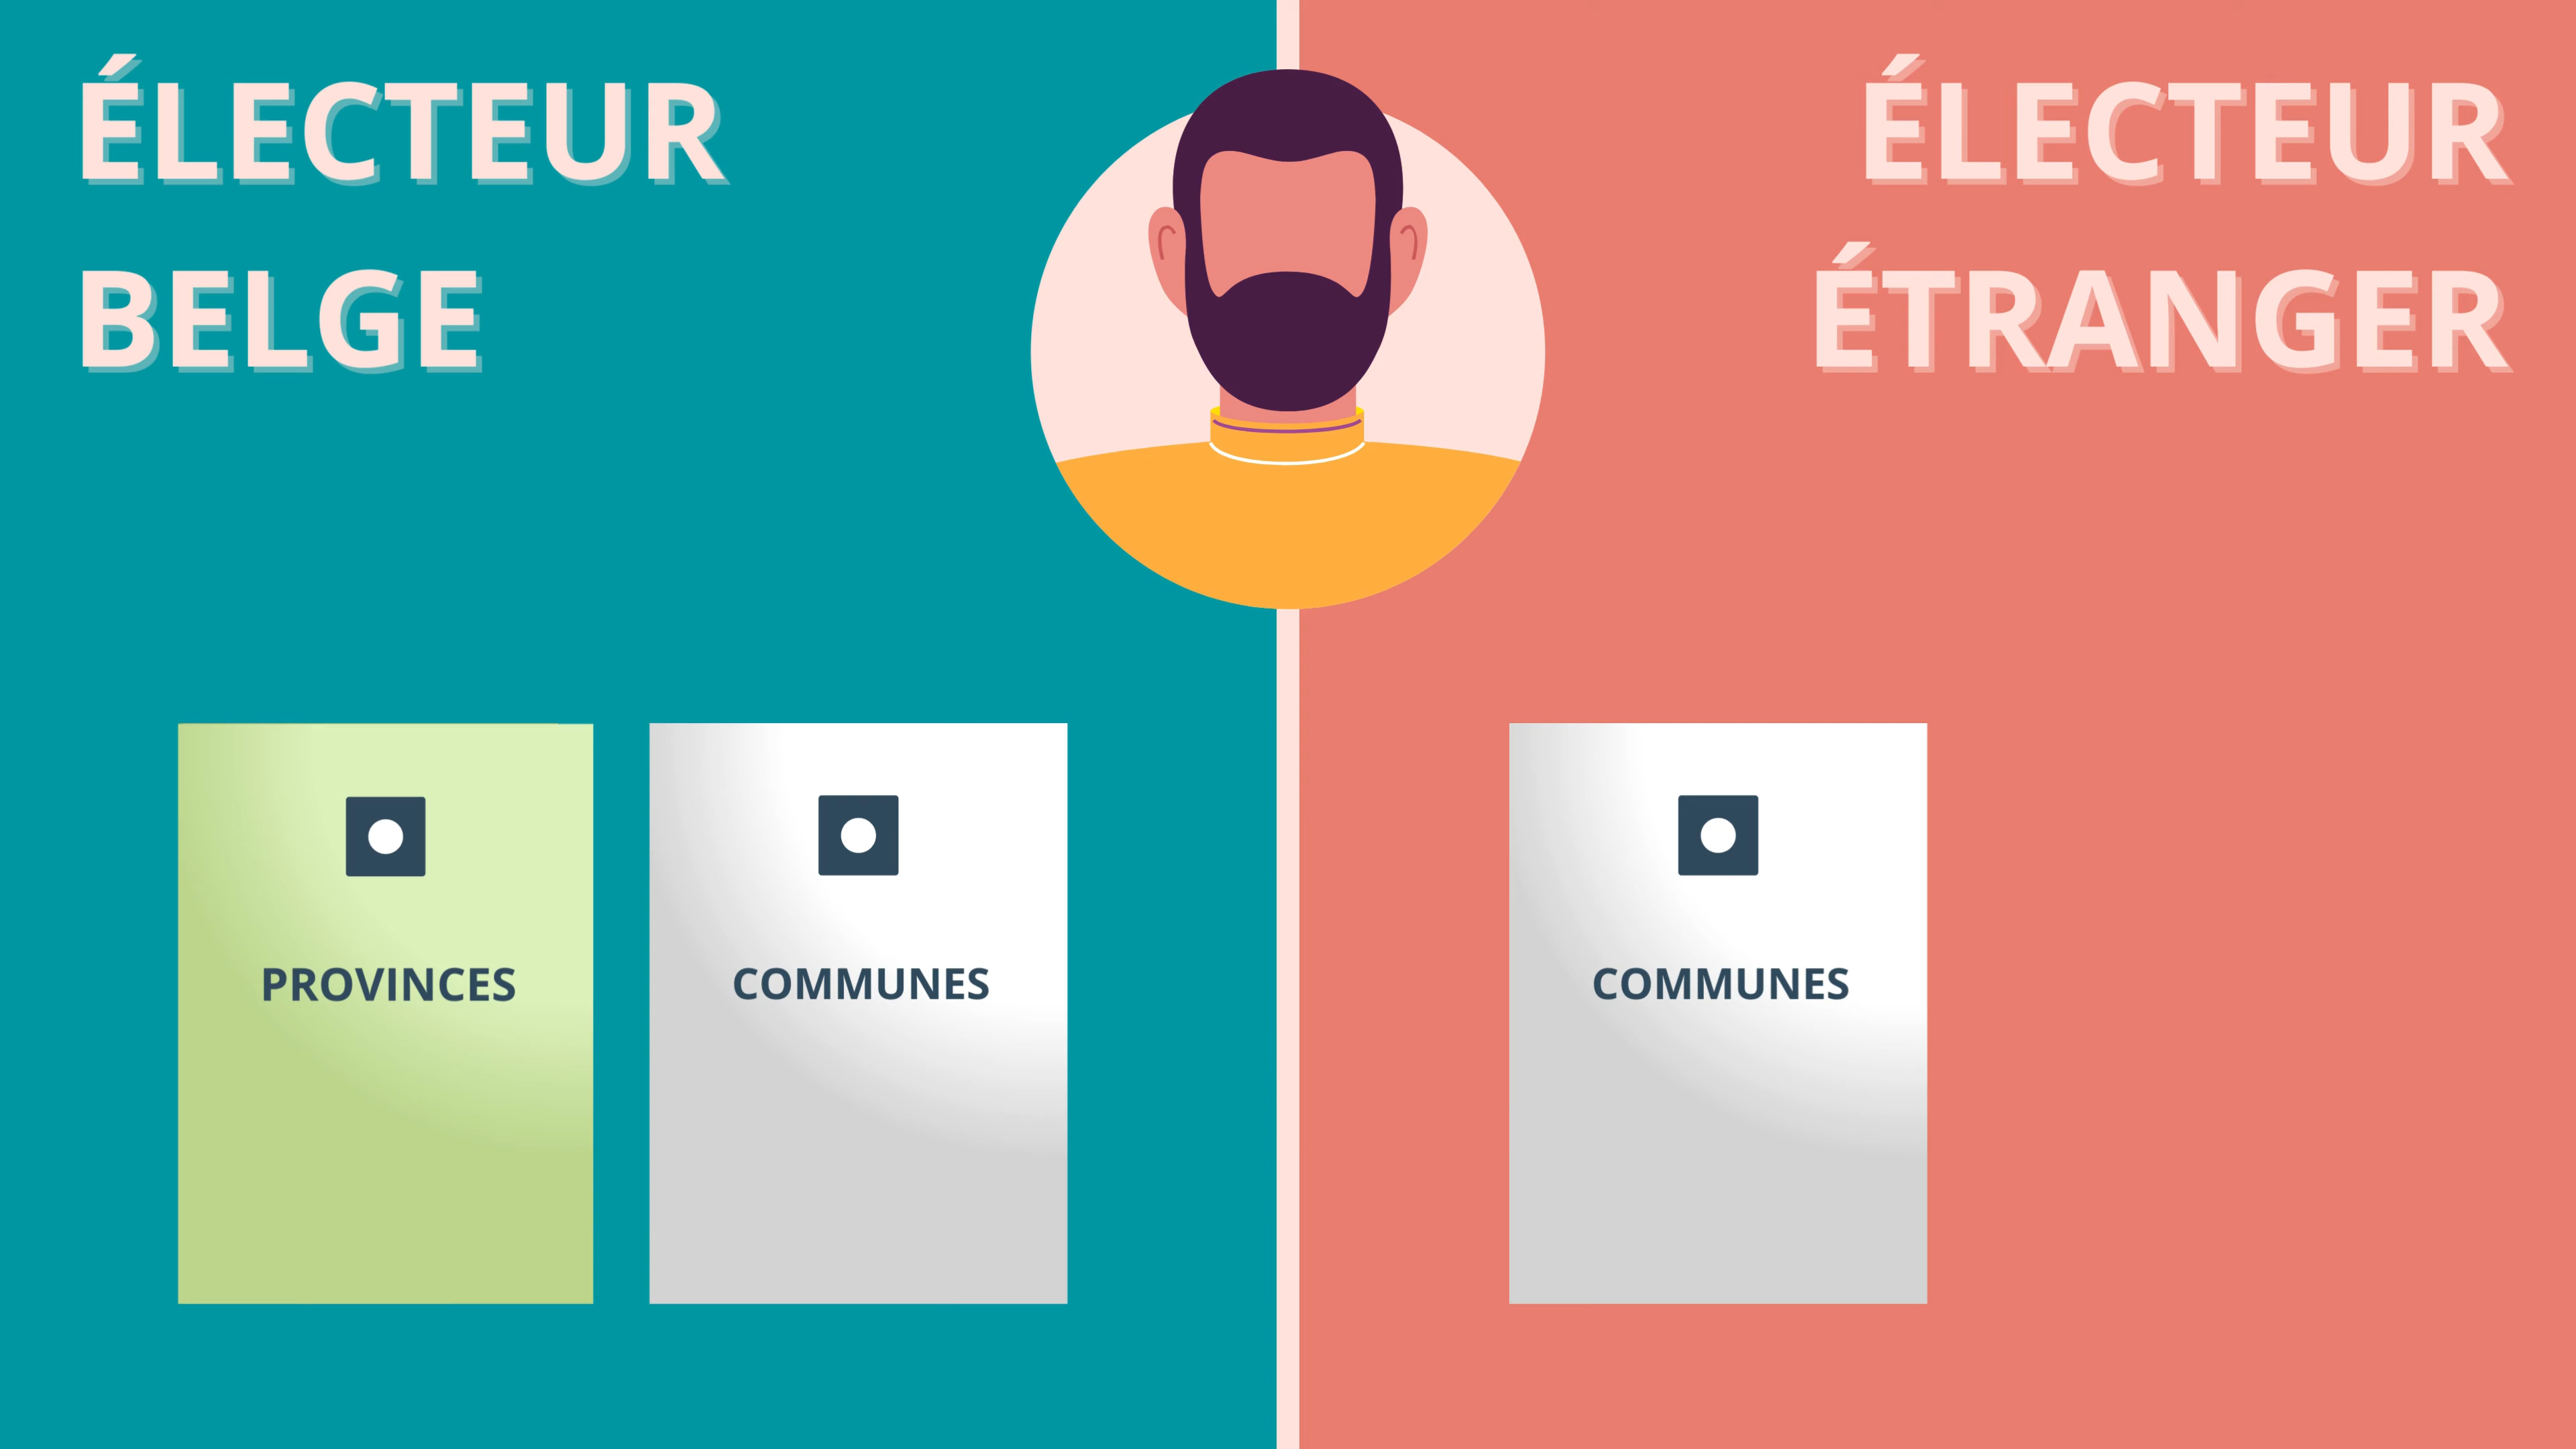 ÉLECTEUR
BELGE
ÉLECTEUR
ÉTRANGER
PROVINCES
COMMUNES
COMMUNES